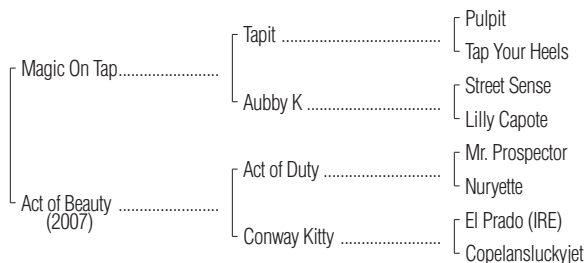 Pulpit
Tapit ........................................
Tap Your Heels
Magic On Tap.........................
Street Sense
Aubby K ....................................
Lilly Capote
Mr. Prospector
Act of Duty .............................
Nuryette
Act of Beauty .........................
(2007)
El Prado (IRE)
Conway Kitty .........................
Copelansluckyjet